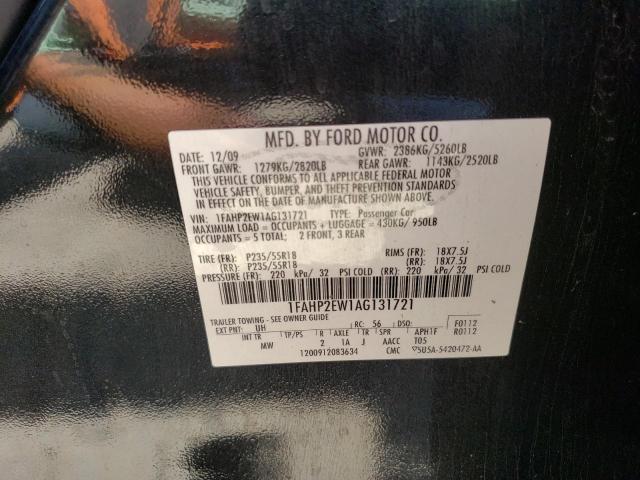 MFD. BY FORD MOTOR CO.
DATE: 12/09 GVWR: 2386KG/5260LB
FRONT GAWR: 1279KG/2820LB REAR GAWR: 1143KG/2520LB
THIS VEHICLE CONFORMS TO ALL APPLICABLE FEDERAL MOTOR
VEHICLE SAFETY, BUMPER, AND THEFT PREVENTION STANDARDS
IN EFFECT ON THE DATE OF MANUFACTURE SHOWN ABOVE.
VIN: 1FAHP2EW1AG131721 TYPE: Passenger Car
MAXIMUM LOAD = OCCUPANTS + LUGGAGE = 430KG/ 950LB
OCCUPANTS = 5 TOTAL: 2 FRONT, 3 REAR
TIRE (FR): P235/55R18 RIMS (FR): 18X7.5J
(RR): P235/55R18 (RR): 18X7.5J
PRESSURE (FR): 220 kPa/ 32 PSI COLD (RR): 220 kPa/ 32 PSI COLD
1FAHP2EW1AG131721
TRAILER TOWING - SEE OWNER GUIDE
EXT PNT: UH RC: 56 DSO: F0112
INT TR TP/PS R AXLE TR SPR APH1F R0112
MW 2 1A J AACC T05
1200912083634 CMC ▽5U5A-5420472-AA